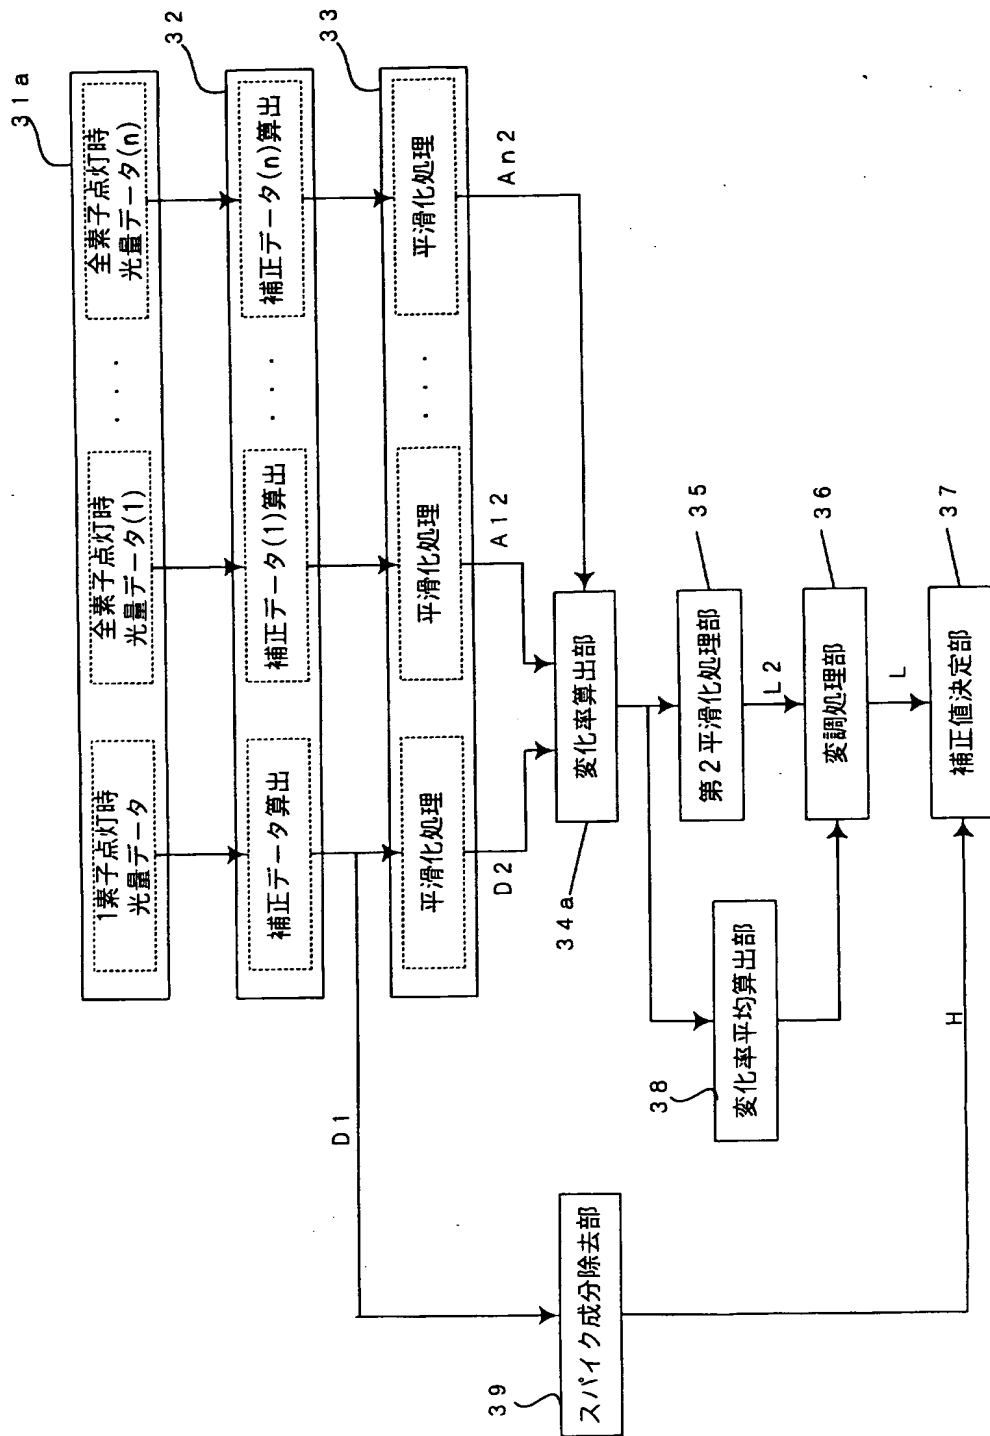 31a
1素子点灯時
光量データ
全素子点灯時
光量データ(1)
・・・
全素子点灯時
光量データ(n)
32
補正データ算出
補正データ(1)算出
・・・
補正データ(n)算出
33
平滑化処理
平滑化処理
・・・
平滑化処理
D1
D2
A12
An2
34a
変化率算出部
35
第2平滑化処理部
L2
38
変化率平均算出部
36
変調処理部
L
39
スパイク成分除去部
H
37
補正値決定部